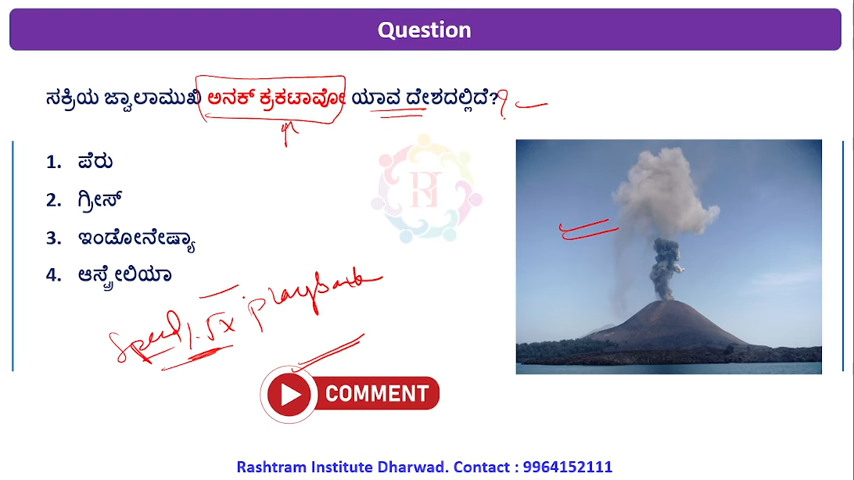 Question
ಸಕ್ರಿಯ ಜ್ವಾಲಾಮುಖಿ ಅನಕ್ ಕ್ರಕಟಾವೋ ಯಾವ ದೇಶದಲ್ಲಿದೆ?
1. ಪೆರು
2. ಗ್ರೀಸ್
3. ಇಂಡೋನೇಷ್ಯಾ
4. ಆಸ್ಟ್ರೇಲಿಯಾ
Speed 1.5x playback
COMMENT
Rashtram Institute Dharwad. Contact : 9964152111